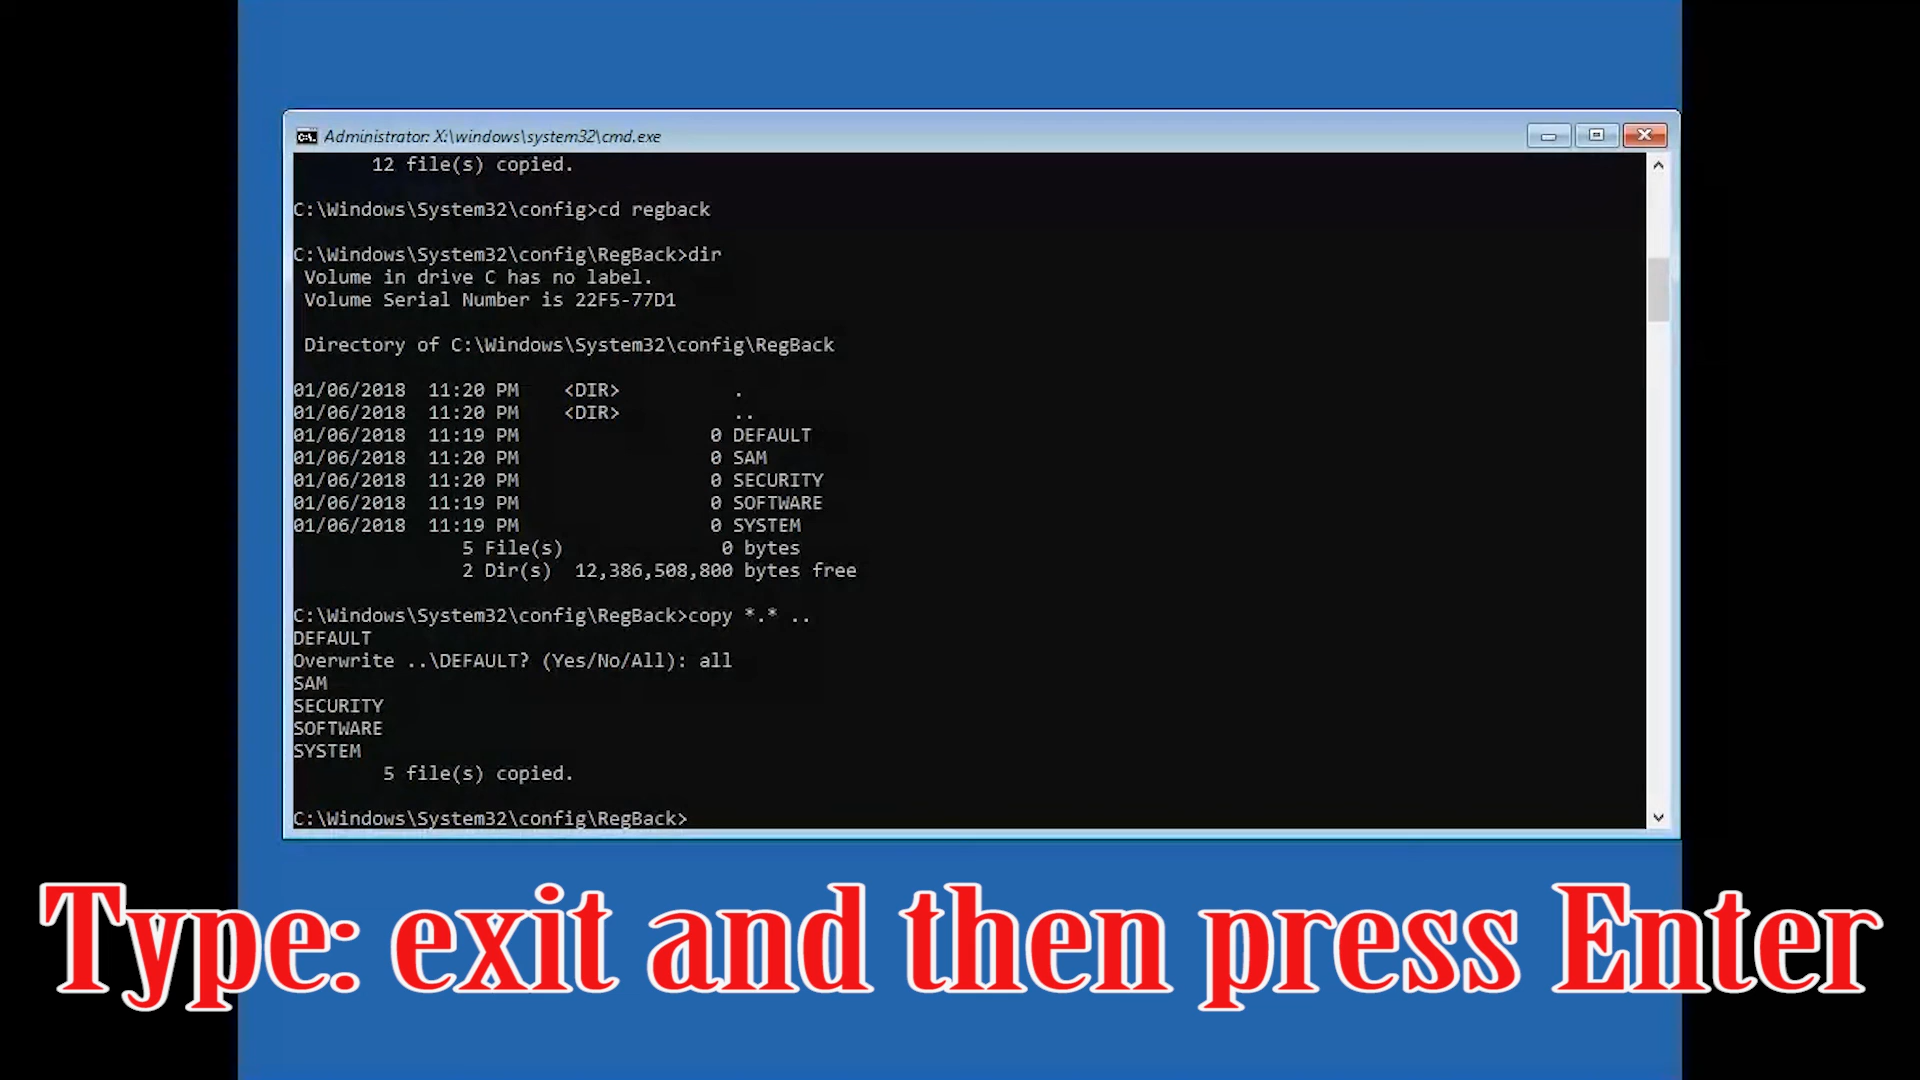 Administrator: X:\windows\system32\cmd.exe
12 file(s) copied.
C:\Windows\System32\config>cd regback
C:\Windows\System32\config\RegBack>dir
Volume in drive C has no label.
Volume Serial Number is 22F5-77D1
Directory of C:\Windows\System32\config\RegBack
01/06/2018  11:20 PM    <DIR>          .
01/06/2018  11:20 PM    <DIR>          ..
01/06/2018  11:19 PM                 0 DEFAULT
01/06/2018  11:20 PM                 0 SAM
01/06/2018  11:20 PM                 0 SECURITY
01/06/2018  11:19 PM                 0 SOFTWARE
01/06/2018  11:19 PM                 0 SYSTEM
5 File(s)              0 bytes
2 Dir(s)  12,386,508,800 bytes free
C:\Windows\System32\config\RegBack>copy *.* ..
DEFAULT
Overwrite ..\DEFAULT? (Yes/No/All): all
SAM
SECURITY
SOFTWARE
SYSTEM
5 file(s) copied.
C:\Windows\System32\config\RegBack>
Type: exit and then press Enter